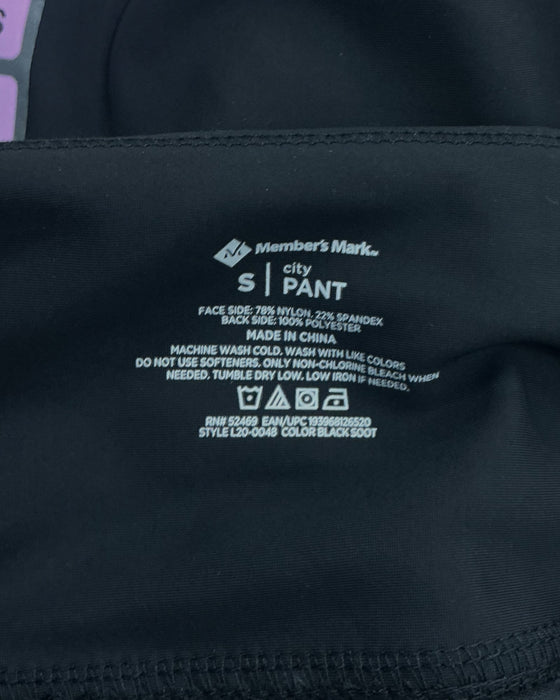 S
Member's Mark™
S | city PANT
FACE SIDE: 78% NYLON, 22% SPANDEX
BACK SIDE: 100% POLYESTER
MADE IN CHINA
MACHINE WASH COLD. WASH WITH LIKE COLORS
DO NOT USE SOFTENERS. ONLY NON-CHLORINE BLEACH WHEN
NEEDED. TUMBLE DRY LOW. LOW IRON IF NEEDED.
RN# 52469 EAN/UPC 193968126520
STYLE L20-0048 COLOR BLACK SOOT